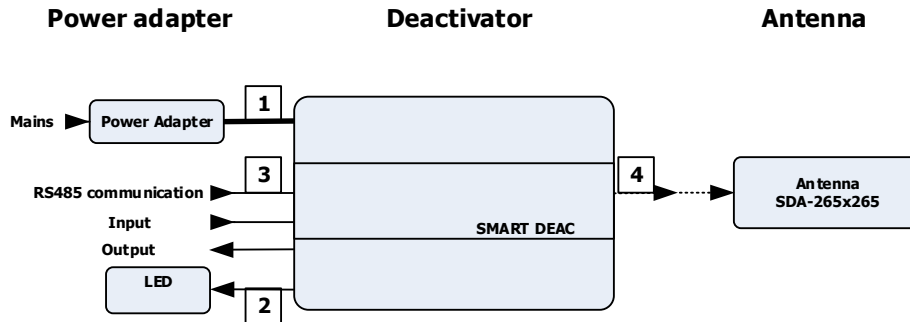 Power adapter
Deactivator
Antenna
1
Mains
Power Adapter
3
4
RS485 communication
Antenna
SDA-265x265
Input
SMART DEAC
Output
LED
2